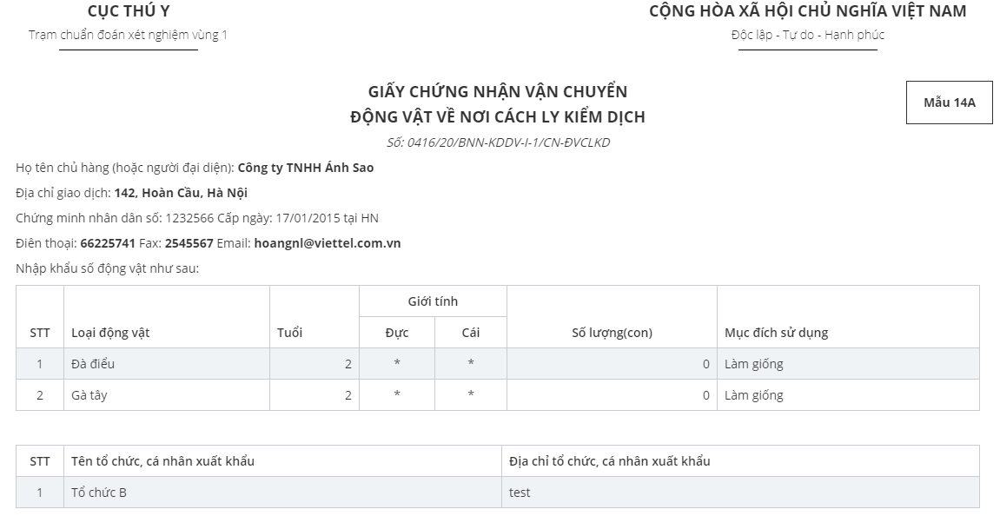 CỤC THÚ Y
CỘNG HÒA XÃ HỘI CHỦ NGHĨA VIỆT NAM
Trạm chuẩn đoán xét nghiệm vùng 1
Độc lập - Tự do - Hạnh phúc
GIẤY CHỨNG NHẬN VẬN CHUYỂN
ĐỘNG VẬT VỀ NƠI CÁCH LY KIỂM DỊCH
Mẫu 14A
Số: 0416/20/BNN-KDDV-I-1/CN-ĐVCLKD
Họ tên chủ hàng (hoặc người đại diện): Công ty TNHH Ánh Sao
Địa chỉ giao dịch: 142, Hoàn Cầu, Hà Nội
Chứng minh nhân dân số: 1232566 Cấp ngày: 17/01/2015 tại HN
Điên thoại: 66225741 Fax: 2545567 Email: hoangnl@viettel.com.vn
Nhập khẩu số động vật như sau:
Giới tính
STT Loại động vật Tuổi Đực Cái Số lượng(con) Mục đích sử dụng
1 Đà điểu 2 * * 0 Làm giống
2 Gà tây 2 * * 0 Làm giống
STT Tên tổ chức, cá nhân xuất khẩu Địa chỉ tổ chức, cá nhân xuất khẩu
1 Tổ chức B test